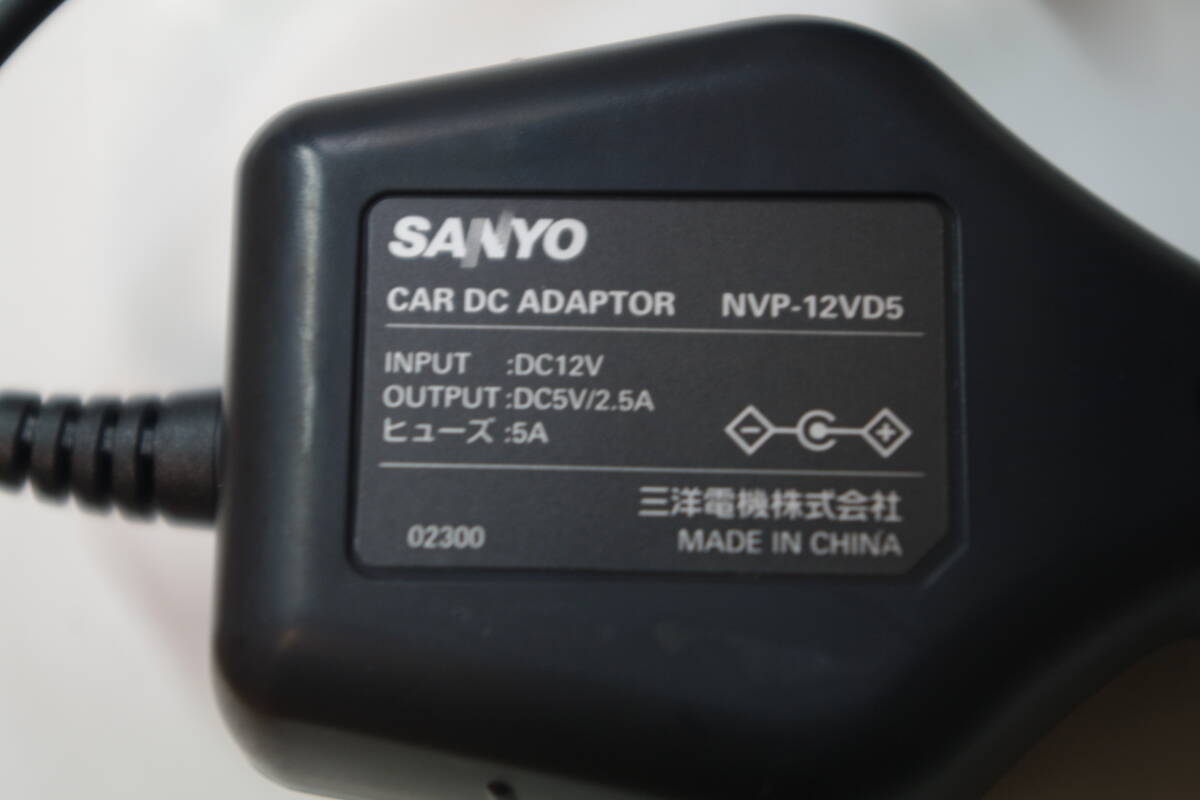 SANYO
CAR DC ADAPTOR NVP-12VD5
INPUT :DC12V
OUTPUT :DC5V/2.5A
ヒューズ :5A
三洋電機株式会社
02300 MADE IN CHINA